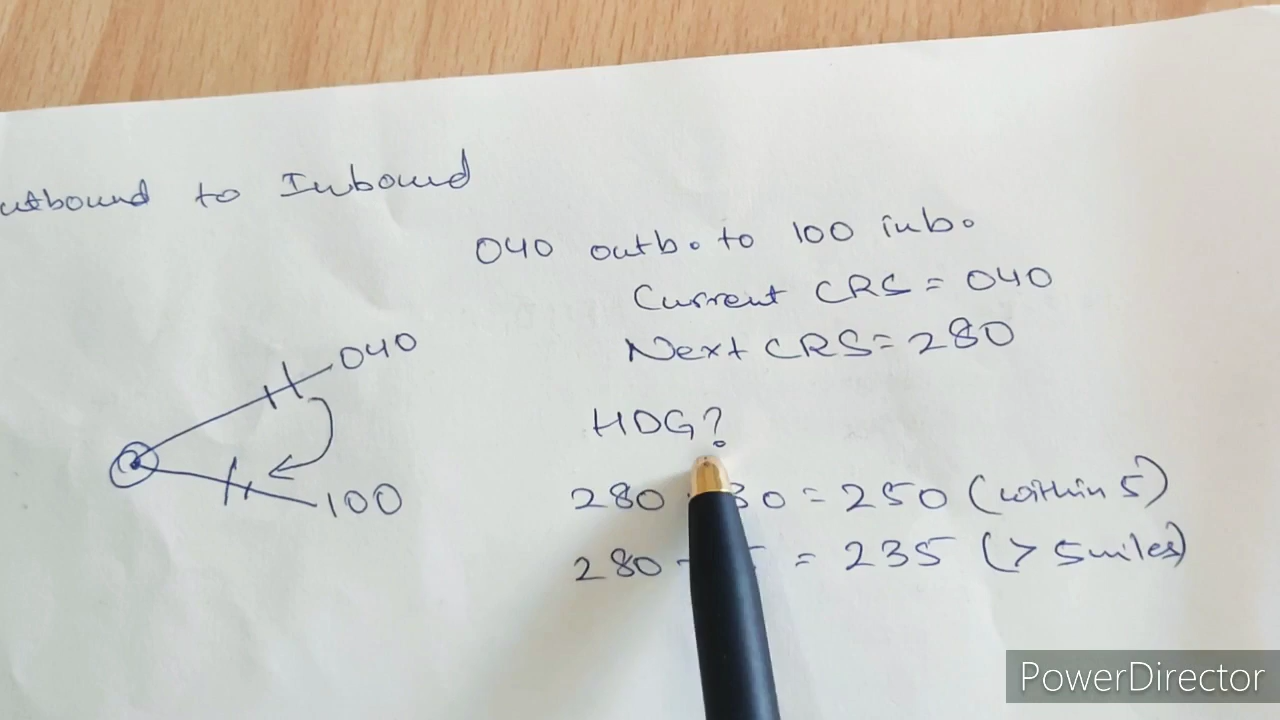 utbound to Inbound
040 outb. to 100 inb.
Current CRS = 040
Next CRS = 280
040
100
HDG?
280 30 = 250 (within 5)
280 - = 235 (> 5 miles)
PowerDirector